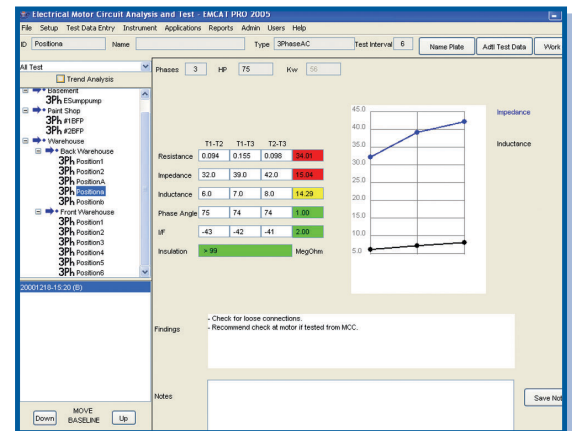 Electrical Motor Circuit Analysis and Test - EMCAT PRO 2005
File Setup Test Data Entry Instrument Applications Reports Admin Users Help
ID Positiona Name Type 3PhaseAC Test Interval 6 Name Plate Adtl Test Data Work
All Test
Trend Analysis
Phases 3 HP 75 Kw 56
Basement
3Ph ESumppump
Paint Shop
3Ph #1BFP
3Ph #2BFP
Warehouse
Back Warehouse
3Ph Position1
3Ph Position2
3Ph PositionA
3Ph Positiona
3Ph Positionb
Front Warehouse
3Ph Position1
3Ph Position2
3Ph Position3
3Ph Position4
3Ph Position5
3Ph Position6
T1-T2 T1-T3 T2-T3
Resistance 0.094 0.155 0.098 34.01
Impedance 32.0 39.0 42.0 15.04
Inductance 6.0 7.0 8.0 14.29
Phase Angle 75 74 74 1.00
I/F -43 -42 -41 2.00
Insulation > 99 MegOhm
45.0
40.0
35.0
30.0
25.0
20.0
15.0
10.0
5.0
Impedance
Inductance
20001218-15:20 (B)
Findings
- Check for loose connections.
- Recommend check at motor if tested from MCC.
Notes
Save Not
Down MOVE BASELINE Up